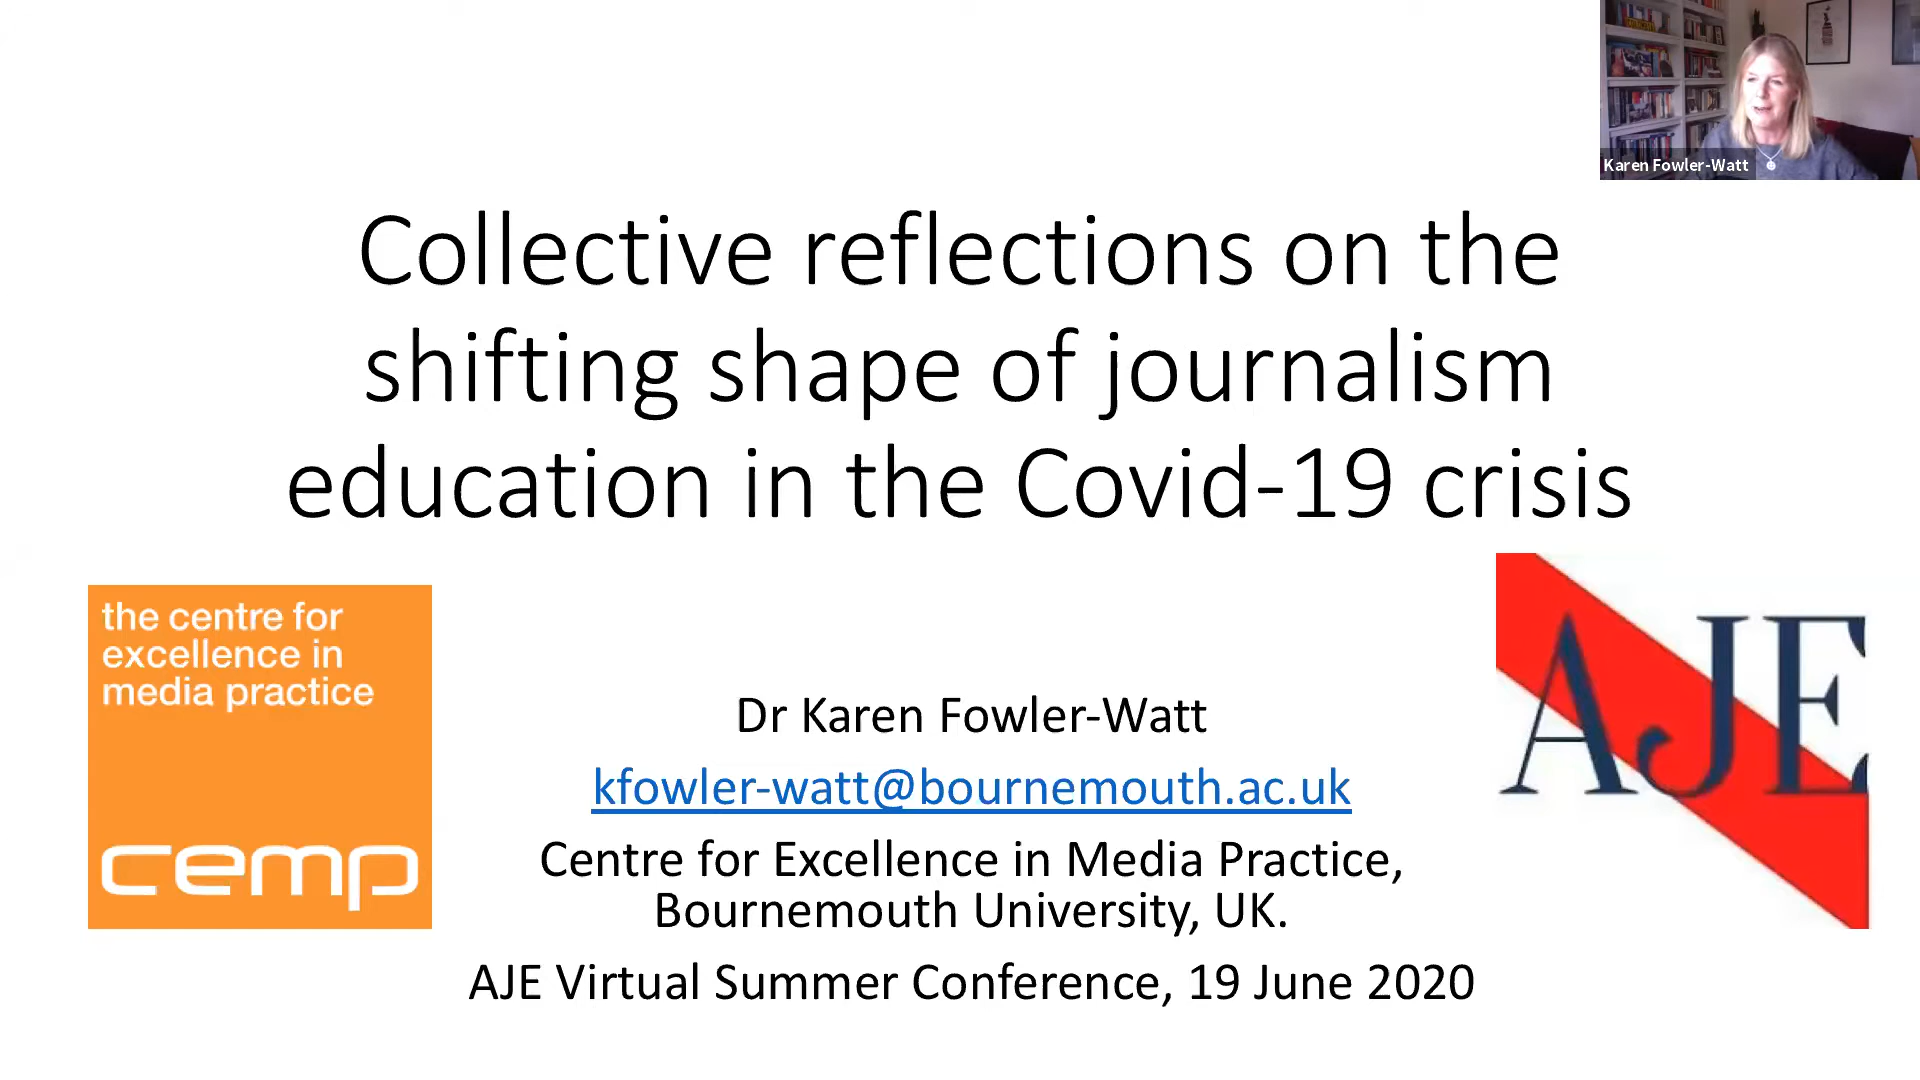 Karen Fowler-Watt
Collective reflections on the
shifting shape of journalism
education in the Covid-19 crisis
the centre for
excellence in
media practice
cemp
AJE
Dr Karen Fowler-Watt
kfowler-watt@bournemouth.ac.uk
Centre for Excellence in Media Practice,
Bournemouth University, UK.
AJE Virtual Summer Conference, 19 June 2020